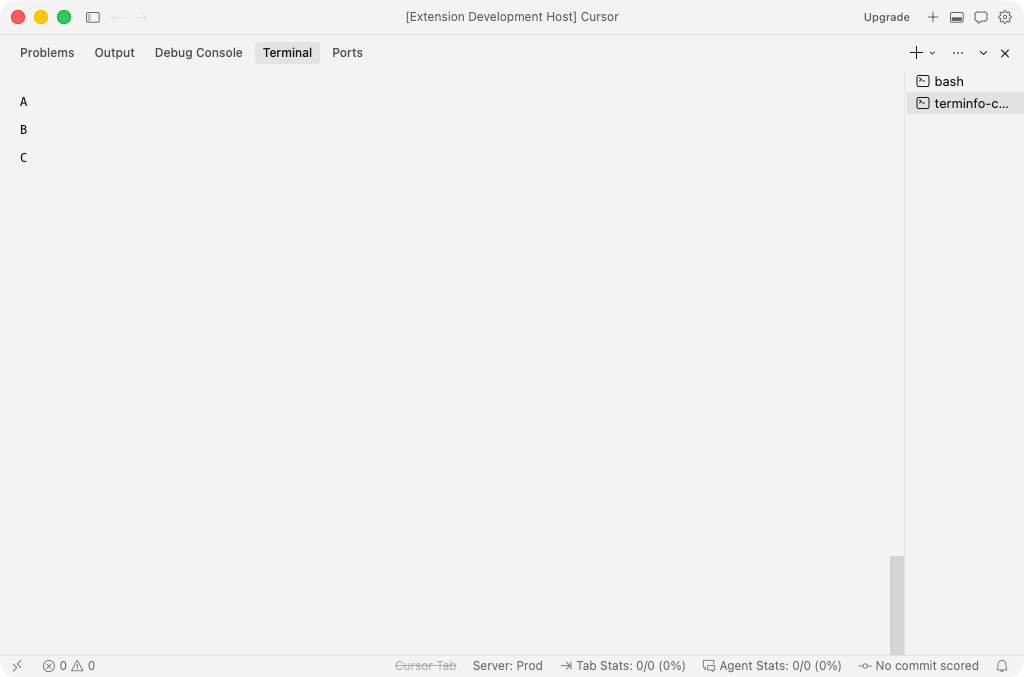 [Extension Development Host] Cursor
Upgrade
Problems Output Debug Console Terminal Ports
bash
terminfo-c...
A
B
C
0 0 Cursor Tab Server: Prod Tab Stats: 0/0 (0%) Agent Stats: 0/0 (0%) No commit scored